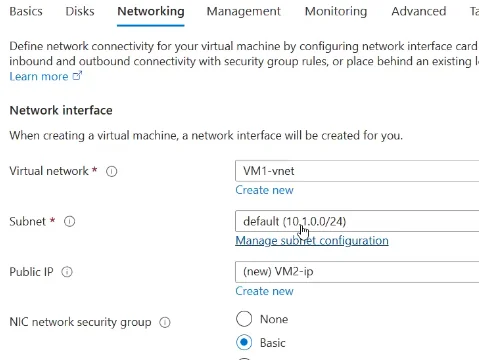 Basics Disks Networking Management Monitoring Advanced
Define network connectivity for your virtual machine by configuring network interface card
inbound and outbound connectivity with security group rules, or place behind an existing
Learn more
Network interface
When creating a virtual machine, a network interface will be created for you.
Virtual network *
VM1-vnet
Create new
Subnet *
default (10.1.0.0/24)
Manage subnet configuration
Public IP
(new) VM2-ip
Create new
NIC network security group
None
Basic